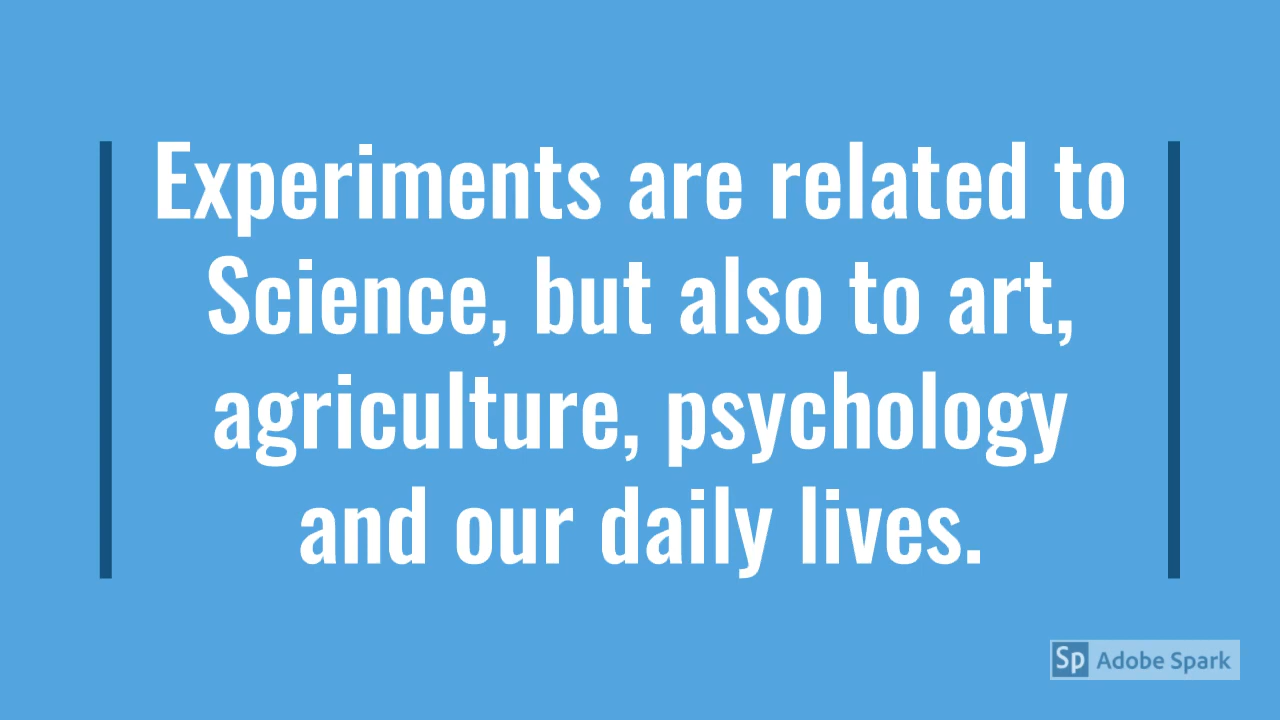 Experiments are related to
Science, but also to art,
agriculture, psychology
and our daily lives.
Sp Adobe Spark